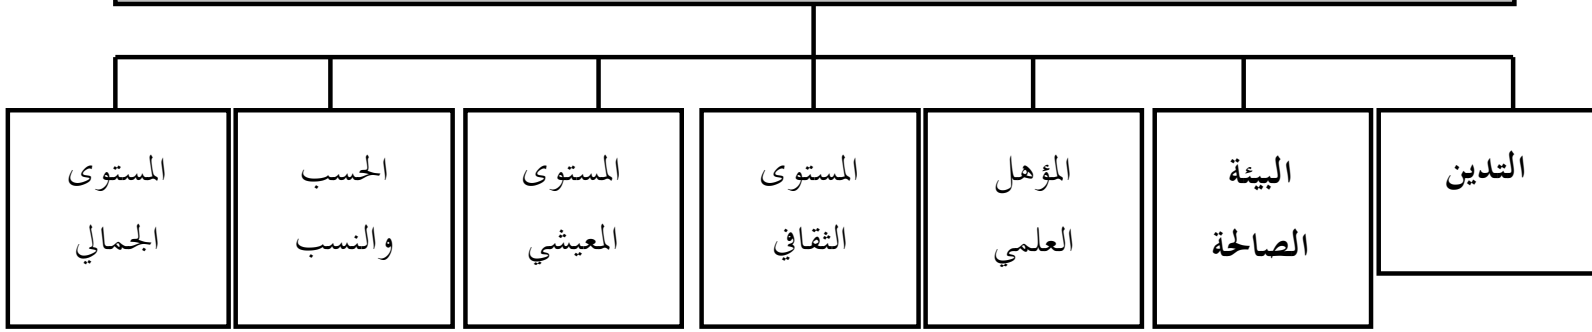 التدين
البيئة
الصالحة
المؤهل
العلمي
المستوى
الثقافي
المستوى
المعيشي
الحسب
والنسب
المستوى
الجمالي